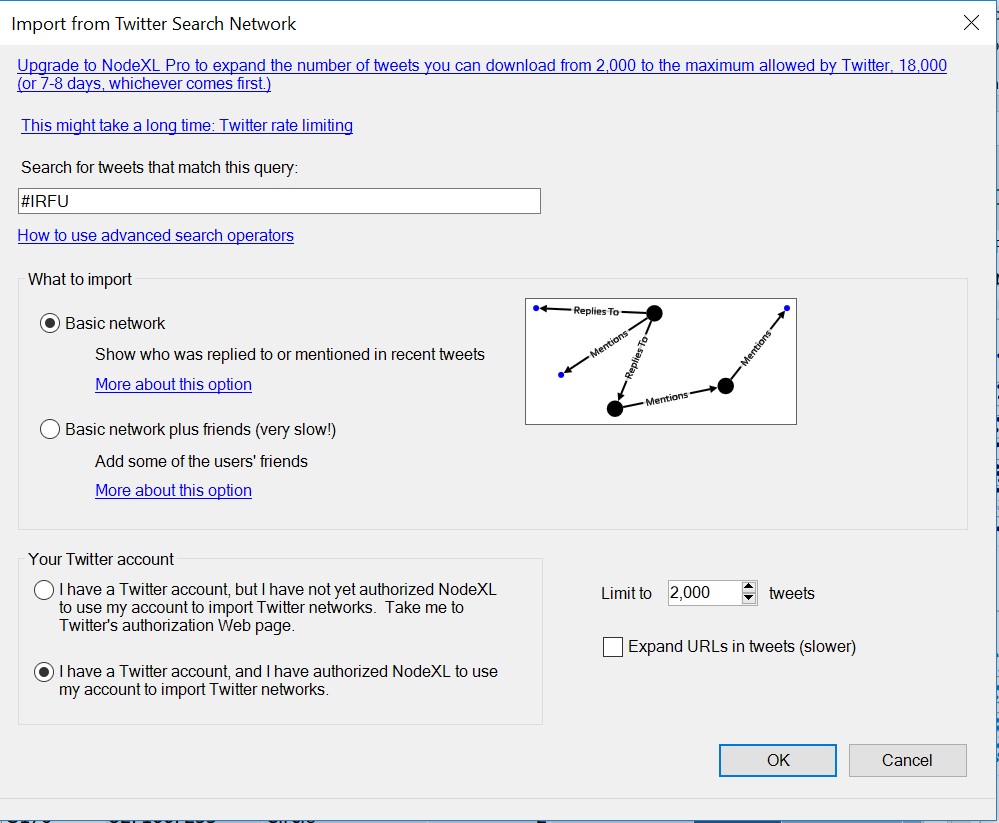 Import from Twitter Search Network
Upgrade to NodeXL Pro to expand the number of tweets you can download from 2,000 to the maximum allowed by Twitter, 18,000
(or 7-8 days, whichever comes first.)
This might take a long time: Twitter rate limiting
Search for tweets that match this query:
#IRFU
How to use advanced search operators
What to import
Basic network
Show who was replied to or mentioned in recent tweets
More about this option
Basic network plus friends (very slow!)
Add some of the users' friends
More about this option
Replies To
Mentions
Replies To
Mentions
Mentions
Your Twitter account
I have a Twitter account, but I have not yet authorized NodeXL
to use my account to import Twitter networks. Take me to
Twitter's authorization Web page.
I have a Twitter account, and I have authorized NodeXL to use
my account to import Twitter networks.
Limit to 2,000 tweets
Expand URLs in tweets (slower)
OK
Cancel